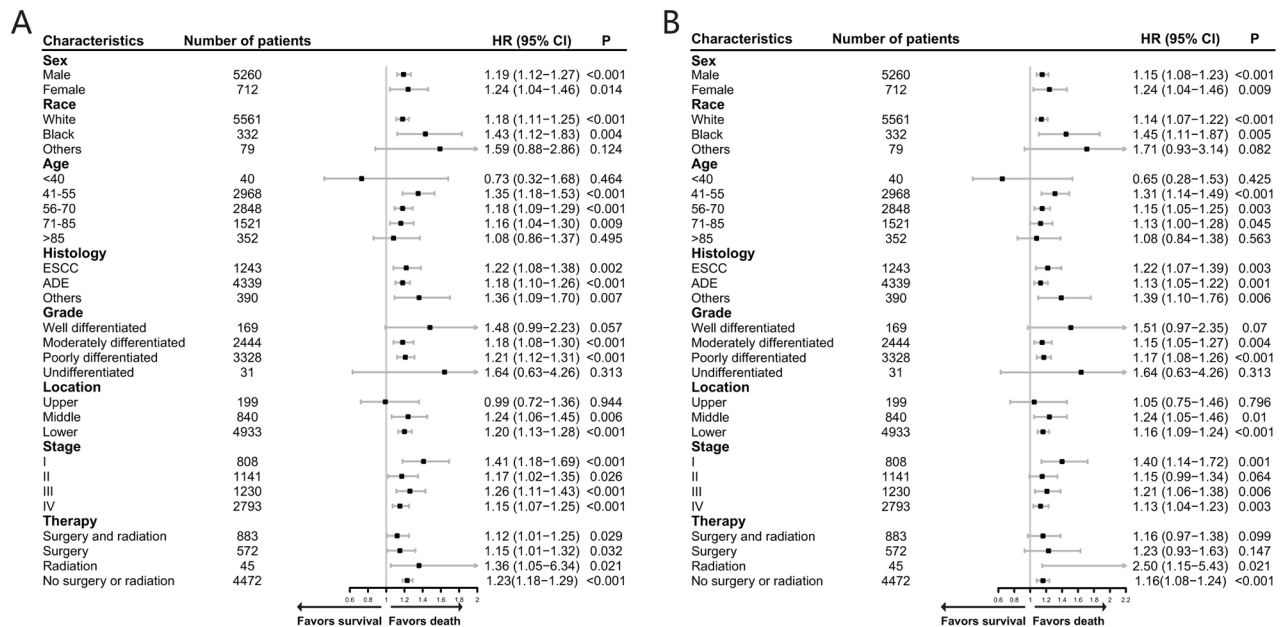 A
Characteristics Number of patients HR (95% CI) P
Sex
Male 5260 1.19 (1.12−1.27) <0.001
Female 712 1.24 (1.04−1.46) 0.014
Race
White 5561 1.18 (1.11−1.25) <0.001
Black 332 1.43 (1.12−1.83) 0.004
Others 79 1.59 (0.88−2.86) 0.124
Age
<40 40 0.73 (0.32−1.68) 0.464
41-55 2968 1.35 (1.18−1.53) <0.001
56-70 2848 1.18 (1.09−1.29) <0.001
71-85 1521 1.16 (1.04−1.30) 0.009
>85 352 1.08 (0.86−1.37) 0.495
Histology
ESCC 1243 1.22 (1.08−1.38) 0.002
ADE 4339 1.18 (1.10−1.26) <0.001
Others 390 1.36 (1.09−1.70) 0.007
Grade
Well differentiated 169 1.48 (0.99−2.23) 0.057
Moderately differentiated 2444 1.18 (1.08−1.30) <0.001
Poorly differentiated 3328 1.21 (1.12−1.31) <0.001
Undifferentiated 31 1.64 (0.63−4.26) 0.313
Location
Upper 199 0.99 (0.72−1.36) 0.944
Middle 840 1.24 (1.06−1.45) 0.006
Lower 4933 1.20 (1.13−1.28) <0.001
Stage
I 808 1.41 (1.18−1.69) <0.001
II 1141 1.17 (1.02−1.35) 0.026
III 1230 1.26 (1.11−1.43) <0.001
IV 2793 1.15 (1.07−1.25) <0.001
Therapy
Surgery and radiation 883 1.12 (1.01−1.25) 0.029
Surgery 572 1.15 (1.01−1.32) 0.032
Radiation 45 1.36 (1.05−6.34) 0.021
No surgery or radiation 4472 1.23(1.18−1.29) <0.001
0.6 0.8 1 1.2 1.4 1.6 1.8 2
Favors survival Favors death
B
Characteristics Number of patients HR (95% CI) P
Sex
Male 5260 1.15 (1.08−1.23) <0.001
Female 712 1.24 (1.04−1.46) 0.009
Race
White 5561 1.14 (1.07−1.22) <0.001
Black 332 1.45 (1.11−1.87) 0.005
Others 79 1.71 (0.93−3.14) 0.082
Age
<40 40 0.65 (0.28−1.53) 0.425
41-55 2968 1.31 (1.14−1.49) <0.001
56-70 2848 1.15 (1.05−1.25) 0.003
71-85 1521 1.13 (1.00−1.28) 0.045
>85 352 1.08 (0.84−1.38) 0.563
Histology
ESCC 1243 1.22 (1.07−1.39) 0.003
ADE 4339 1.13 (1.05−1.22) 0.001
Others 390 1.39 (1.10−1.76) 0.006
Grade
Well differentiated 169 1.51 (0.97−2.35) 0.07
Moderately differentiated 2444 1.15 (1.05−1.27) 0.004
Poorly differentiated 3328 1.17 (1.08−1.26) <0.001
Undifferentiated 31 1.64 (0.63−4.26) 0.313
Location
Upper 199 1.05 (0.75−1.46) 0.796
Middle 840 1.24 (1.05−1.46) 0.01
Lower 4933 1.16 (1.09−1.24) <0.001
Stage
I 808 1.40 (1.14−1.72) 0.001
II 1141 1.15 (0.99−1.34) 0.064
III 1230 1.21 (1.06−1.38) 0.006
IV 2793 1.13 (1.04−1.23) 0.003
Therapy
Surgery and radiation 883 1.16 (0.97−1.38) 0.099
Surgery 572 1.23 (0.93−1.63) 0.147
Radiation 45 2.50 (1.15−5.43) 0.021
No surgery or radiation 4472 1.16(1.08−1.24) <0.001
0.6 0.8 1 1.2 1.4 1.6 1.8 2 2.2
Favors survival Favors death